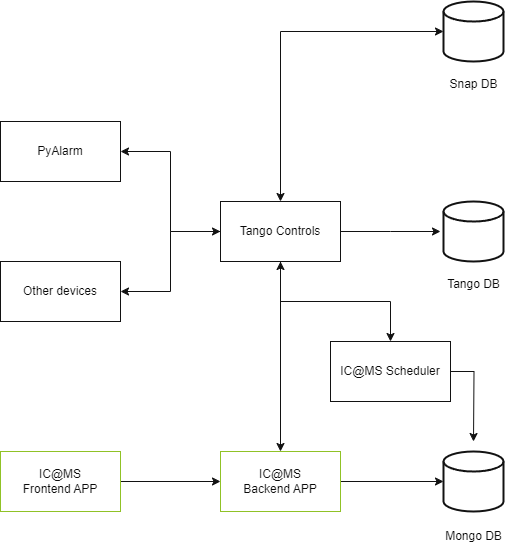 Snap DB
PyAlarm
Tango Controls
Other devices
Tango DB
IC@MS Scheduler
IC@MS
Frontend APP
IC@MS
Backend APP
Mongo DB